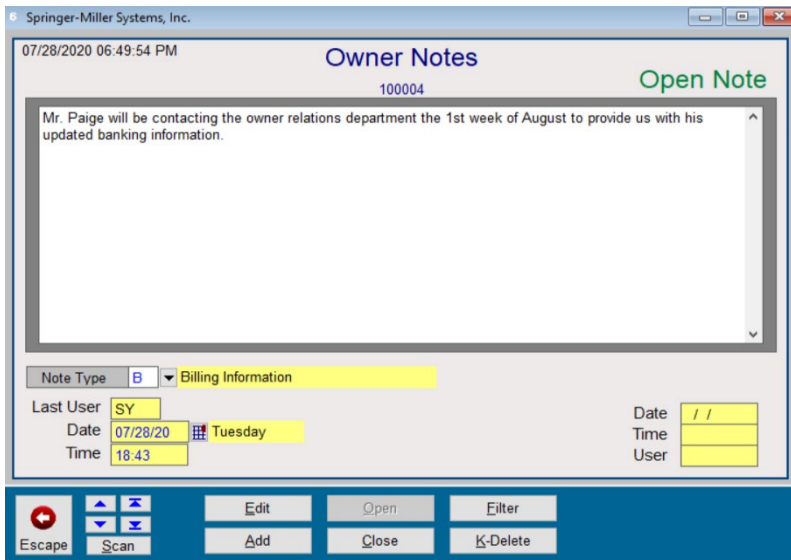 6 Springer-Miller Systems, Inc.
07/28/2020 06:49:54 PM
Owner Notes
100004
Open Note
Mr. Paige will be contacting the owner relations department the 1st week of August to provide us with his
updated banking information.
Note Type B Billing Information
Last User SY
Date 07/28/20 Tuesday
Time 18:43
Date / /
Time
User
Escape
Scan
Edit
Open
Filter
Add
Close
K-Delete